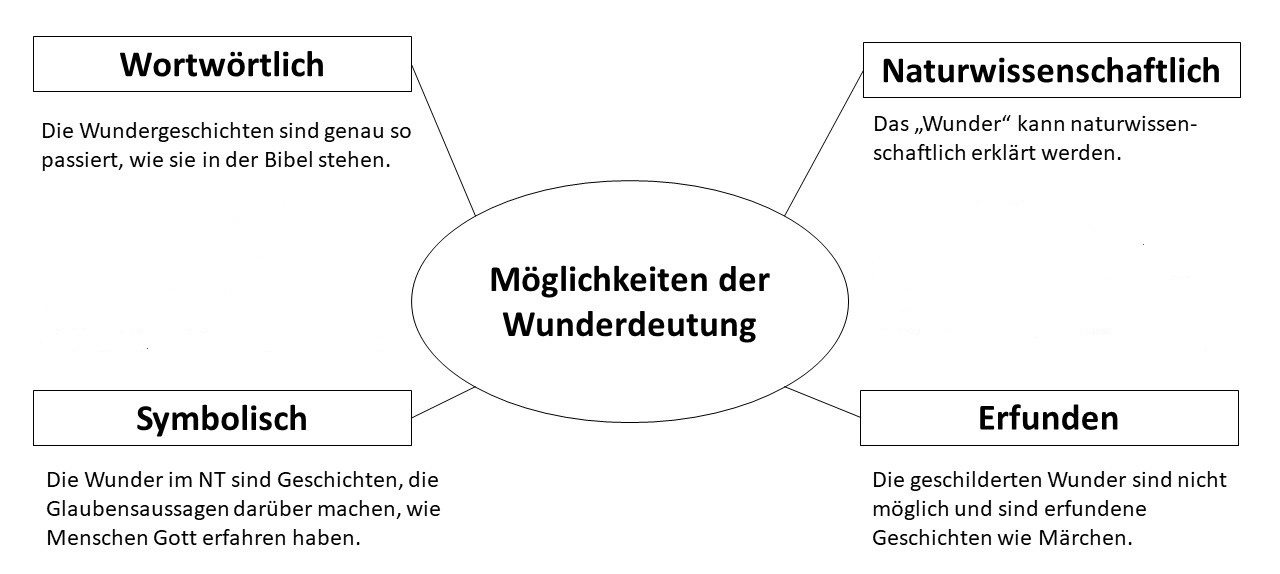 Wortwörtlich
Die Wundergeschichten sind genau so
passiert, wie sie in der Bibel stehen.
Naturwissenschaftlich
Das „Wunder“ kann naturwissen-
schaftlich erklärt werden.
Möglichkeiten der
Wunderdeutung
Symbolisch
Die Wunder im NT sind Geschichten, die
Glaubensaussagen darüber machen, wie
Menschen Gott erfahren haben.
Erfunden
Die geschilderten Wunder sind nicht
möglich und sind erfundene
Geschichten wie Märchen.